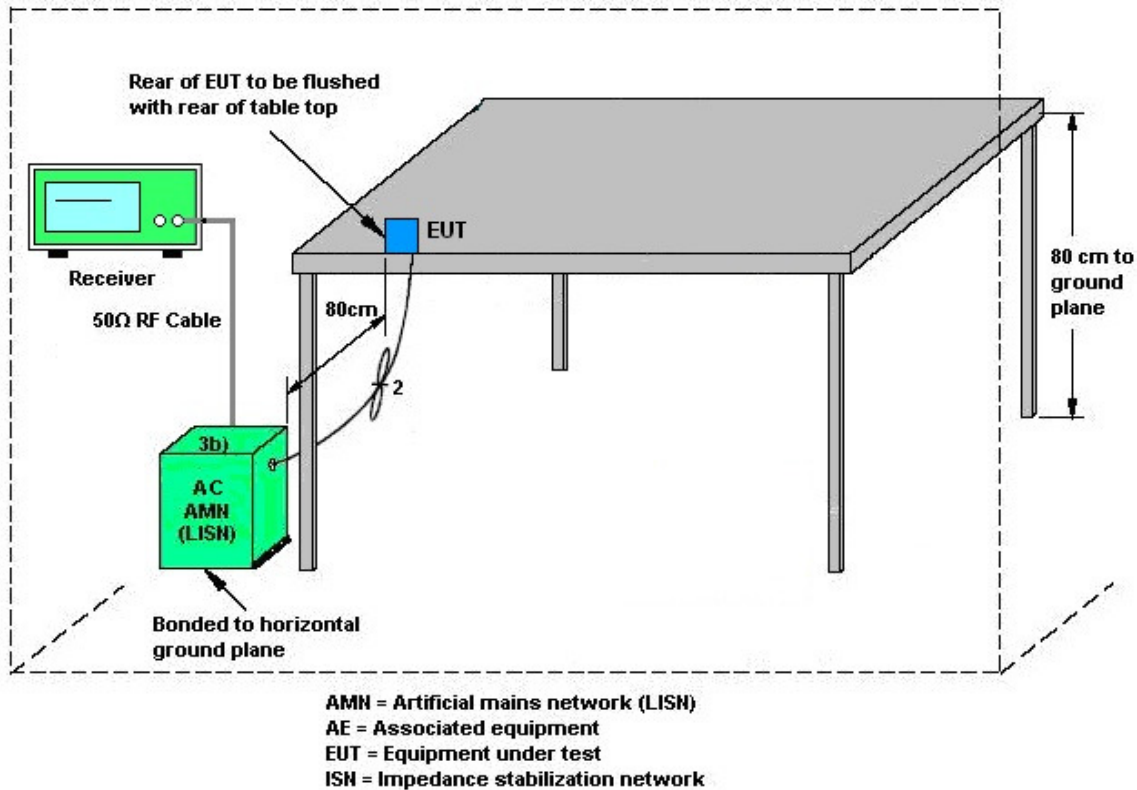 Rear of EUT to be flushed
with rear of table top
EUT
Receiver
50Ω RF Cable
80cm
80 cm to
ground
plane
2
3b)
AC
AMN
(LISN)
Bonded to horizontal
ground plane
AMN = Artificial mains network (LISN)
AE = Associated equipment
EUT = Equipment under test
ISN = Impedance stabilization network